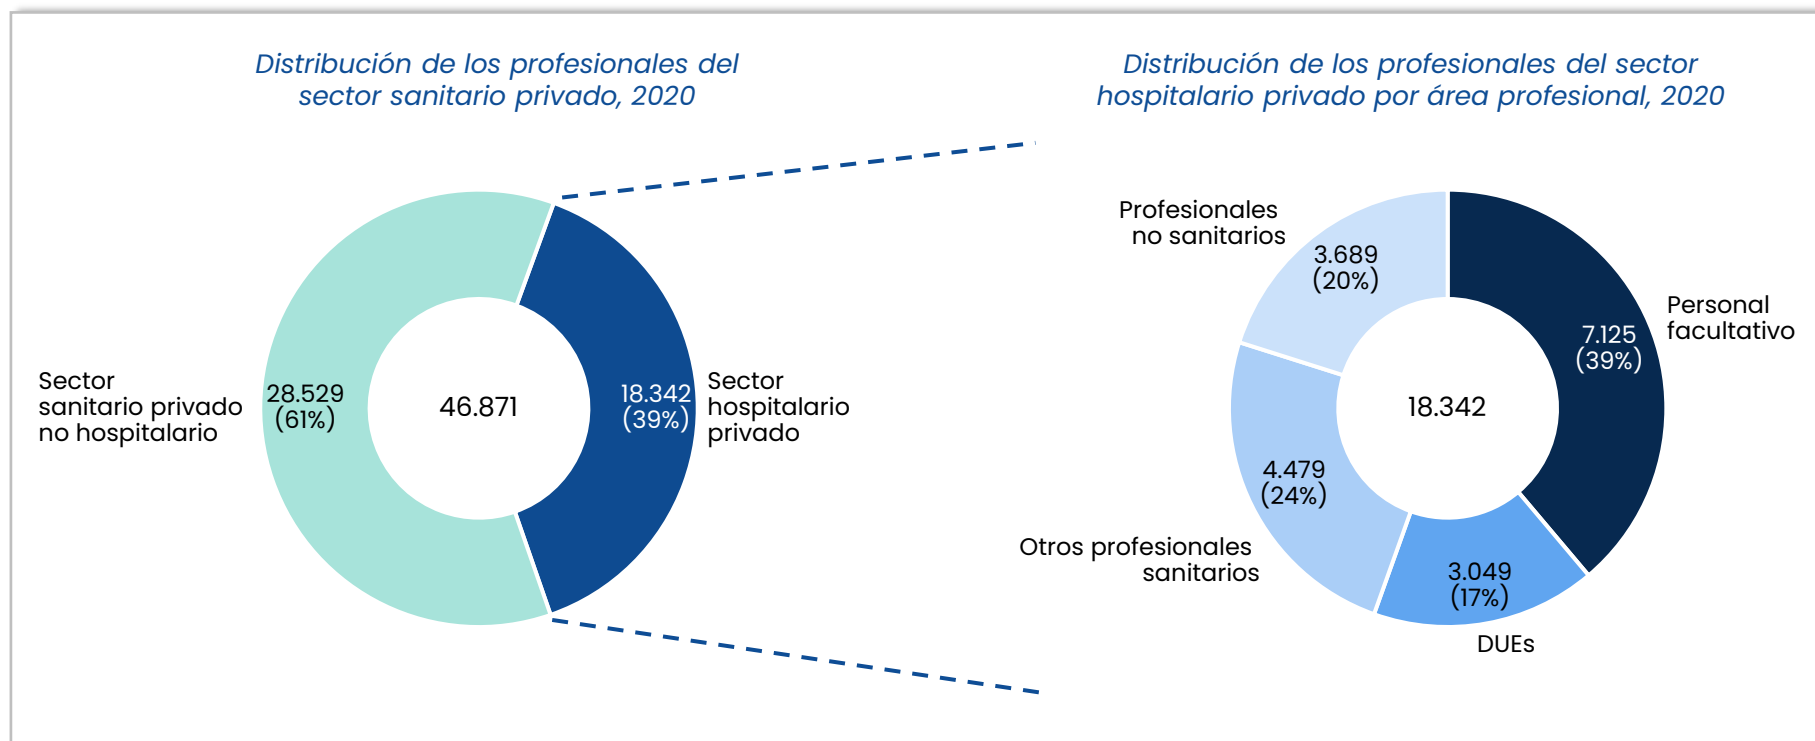 Distribución de los profesionales del
sector sanitario privado, 2020
Sector
sanitario privado
no hospitalario
28.529
(61%)
46.871
18.342
(39%)
Sector
hospitalario
privado
Distribución de los profesionales del sector
hospitalario privado por área profesional, 2020
Profesionales
no sanitarios
3.689
(20%)
Personal
facultativo
7.125
(39%)
18.342
4.479
(24%)
Otros profesionales
sanitarios
3.049
(17%)
DUEs